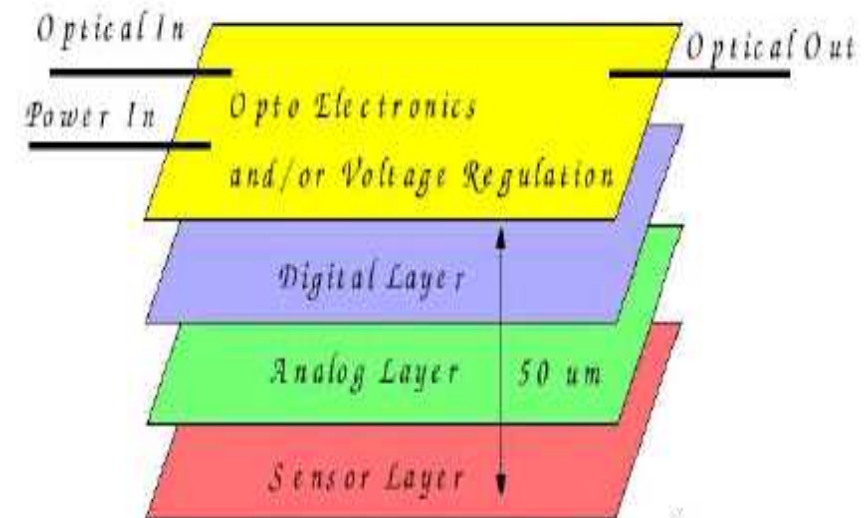 Optical In
Optical Out
Power In
Opto Electronics
and/or Voltage Regulation
Digital Layer
Analog Layer
50 um
Sensor Layer